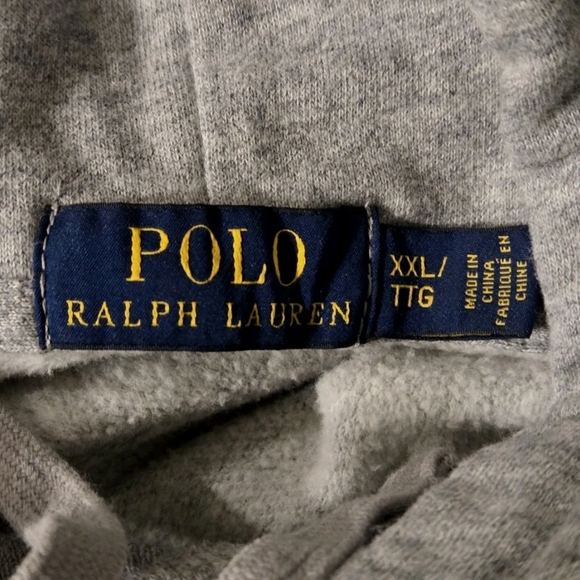 POLO
RALPH LAUREN
XXL/
TTG
MADE IN
CHINA
FABRIQUÉ EN
CHINE